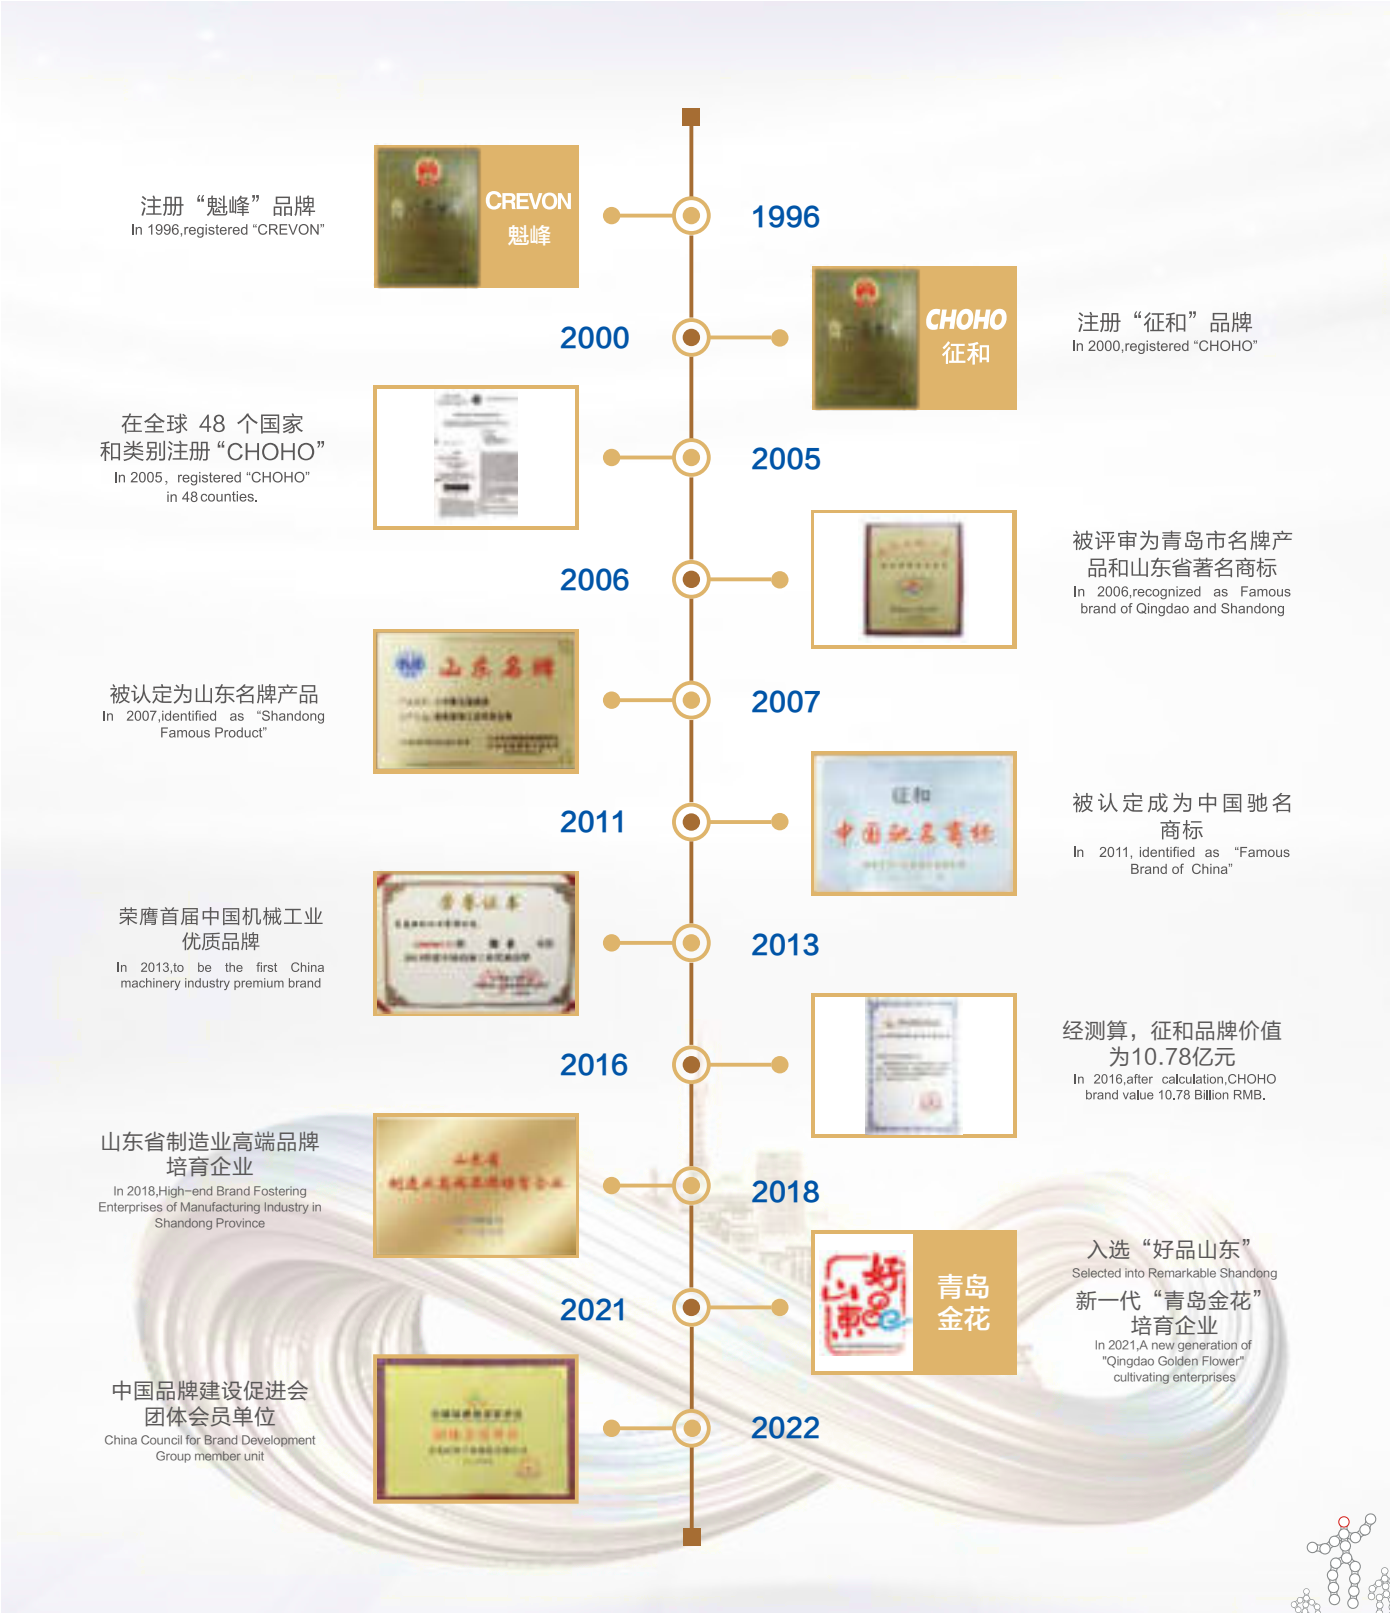 注册“魁峰”品牌
In 1996,registered “CREVON”
CREVON
魁峰
1996
2000
CHOHO
征和
注册“征和”品牌
In 2000,registered “CHOHO”
在全球 48 个国家
和类别注册“CHOHO”
In 2005, registered “CHOHO”
in 48 counties.
2005
2006
被评审为青岛市名牌产
品和山东省著名商标
In 2006,recognized as Famous
brand of Qingdao and Shandong
被认定为山东名牌产品
In 2007,identified as “Shandong
Famous Product”
山东名牌
2007
2011
征和
中国驰名商标
被认定成为中国驰名
商标
In 2011, identified as “Famous
Brand of China”
荣膺首届中国机械工业
优质品牌
In 2013,to be the first China
machinery industry premium brand
荣誉证书
2013
2016
经测算，征和品牌价值
为10.78亿元
In 2016,after calculation,CHOHO
brand value 10.78 Billion RMB.
山东省制造业高端品牌
培育企业
In 2018,High-end Brand Fostering
Enterprises of Manufacturing Industry in
Shandong Province
山东省
制造业高端品牌培育企业
2018
2021
好品
山東
青岛
金花
入选“好品山东”
Selected into Remarkable Shandong
新一代“青岛金花”
培育企业
In 2021,A new generation of
"Qingdao Golden Flower"
cultivating enterprises
中国品牌建设促进会
团体会员单位
China Council for Brand Development
Group member unit
2022